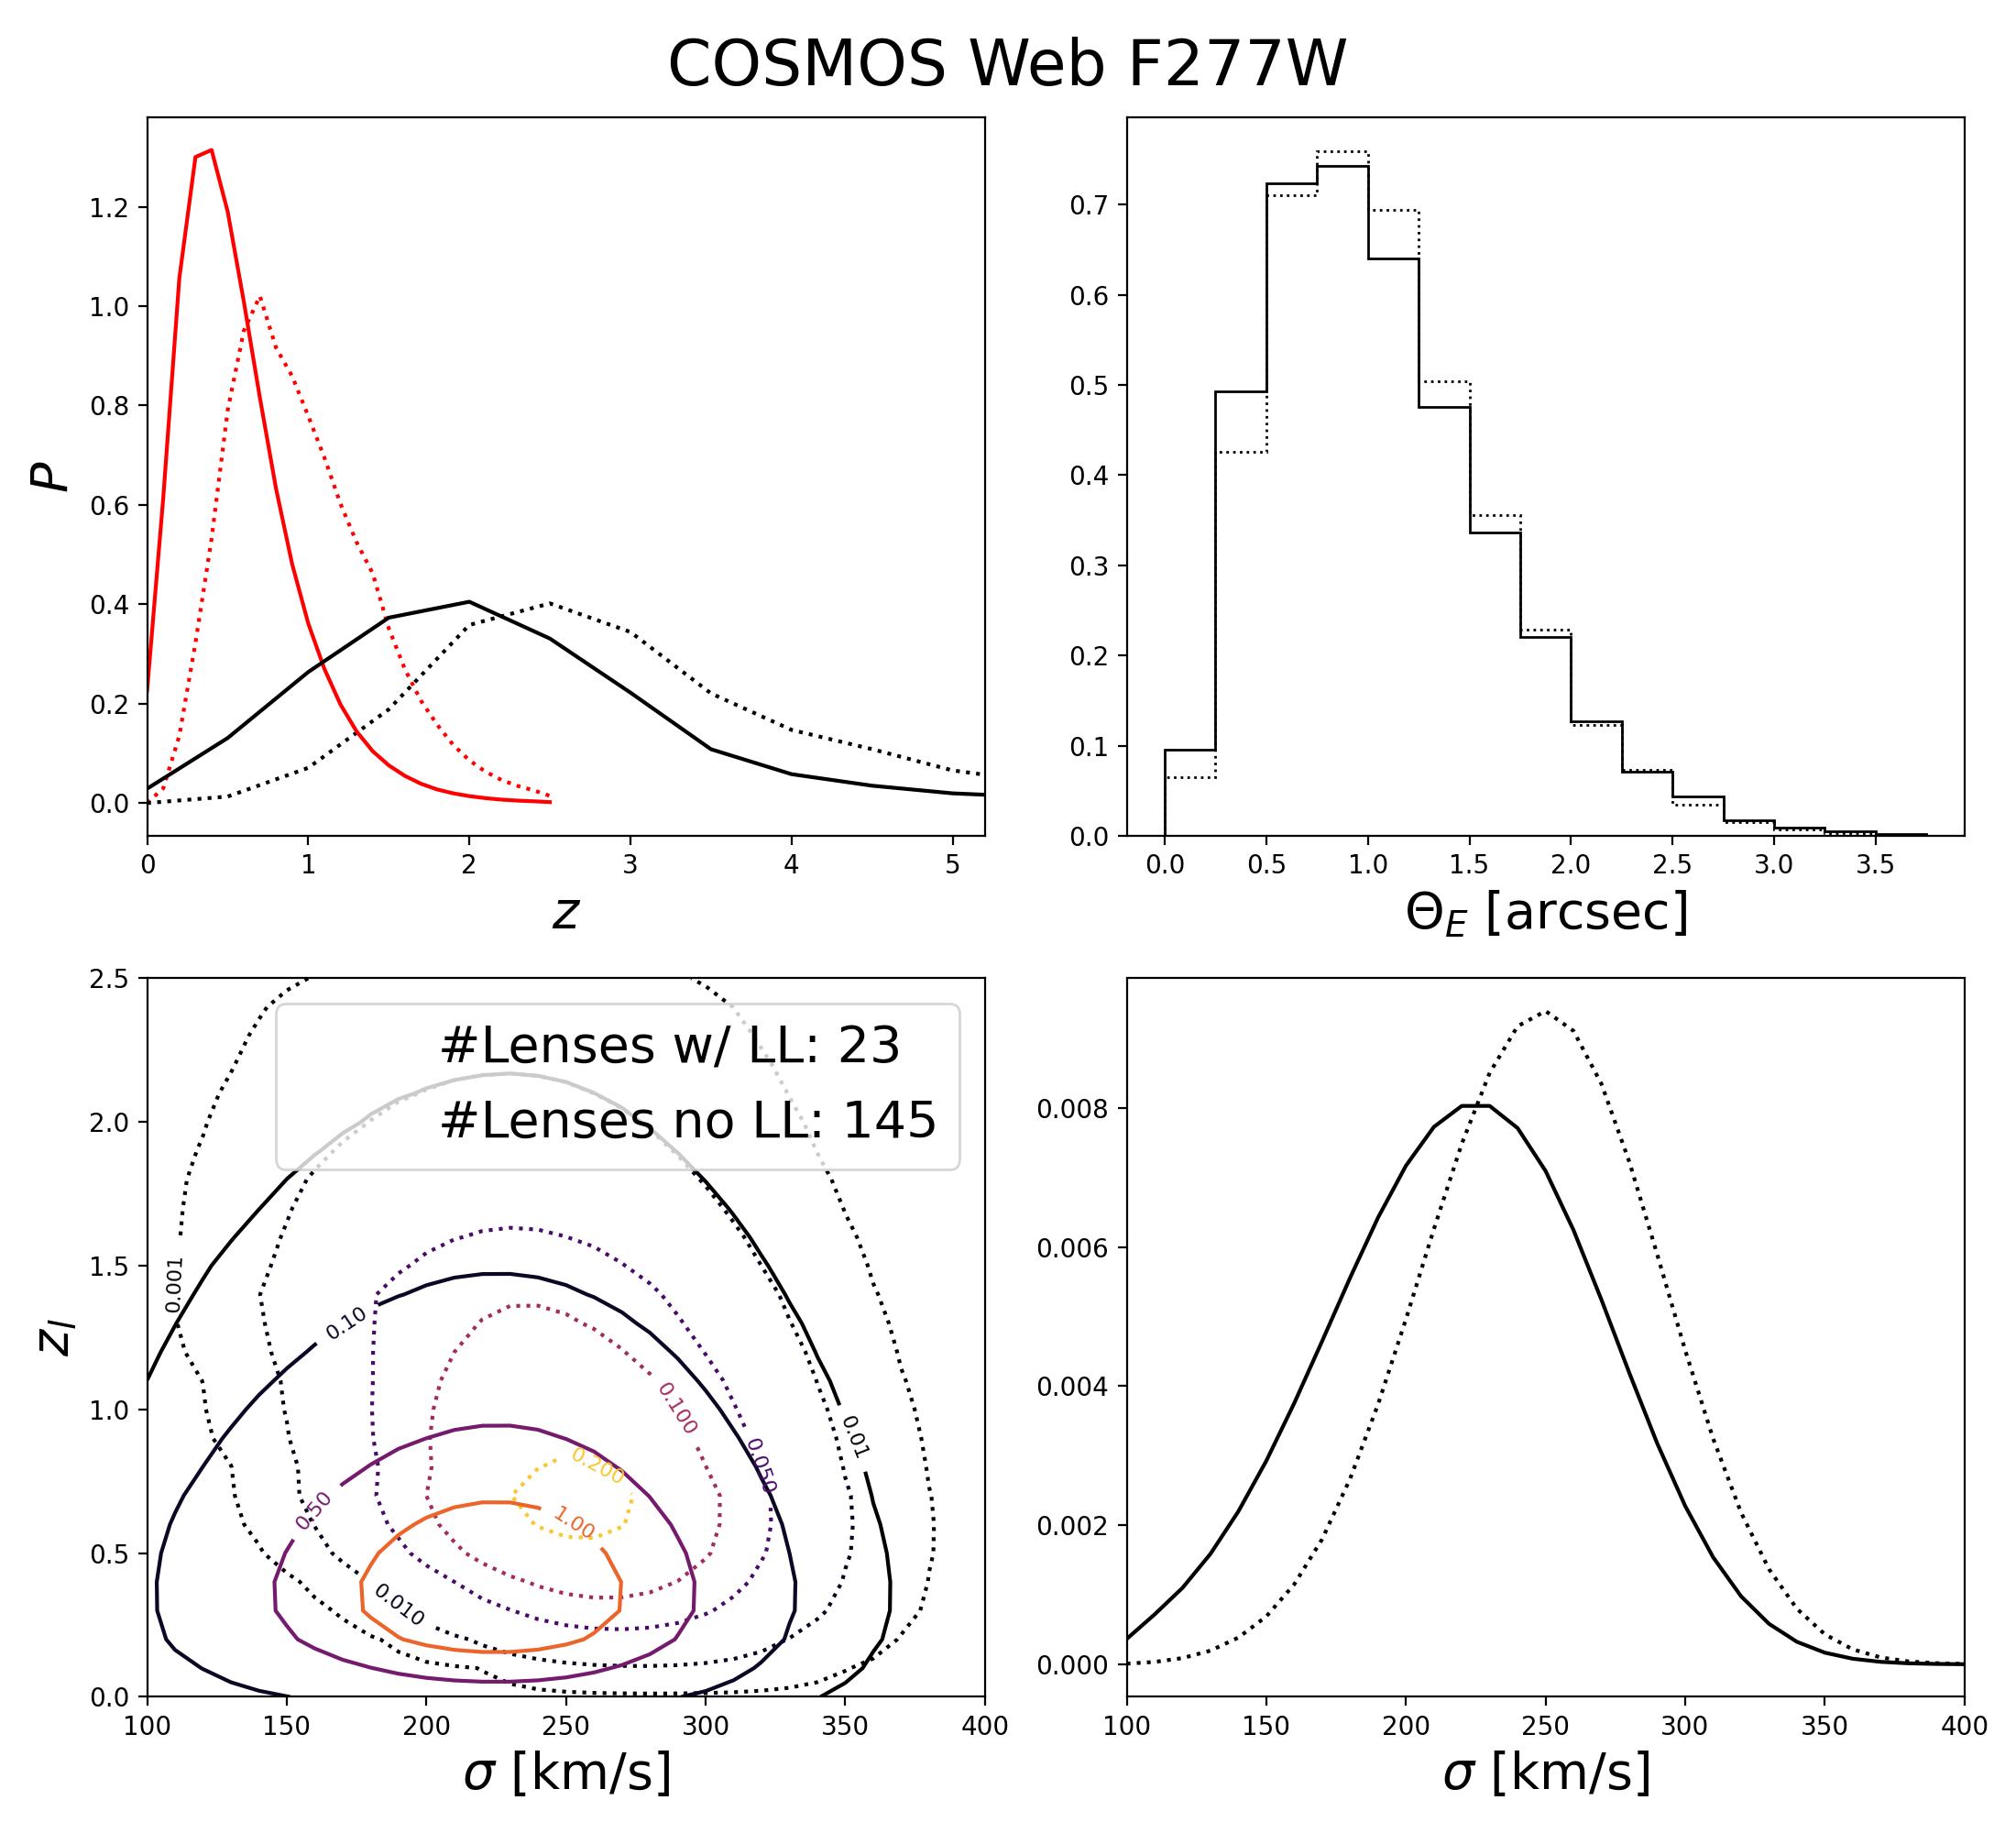 COSMOS Web F277W
P
1.2
1.0
0.8
0.6
0.4
0.2
0.0
0 1 2 3 4 5
z
0.7
0.6
0.5
0.4
0.3
0.2
0.1
0.0
0.0 0.5 1.0 1.5 2.0 2.5 3.0 3.5
Θ_E [arcsec]
#Lenses w/ LL: 23
#Lenses no LL: 145
z_l
2.5
2.0
1.5
1.0
0.5
0.0
0.001
0.10
0.100
0.01
0.050
0.200
0.50
1.00
0.010
100 150 200 250 300 350 400
σ [km/s]
0.008
0.006
0.004
0.002
0.000
100 150 200 250 300 350 400
σ [km/s]